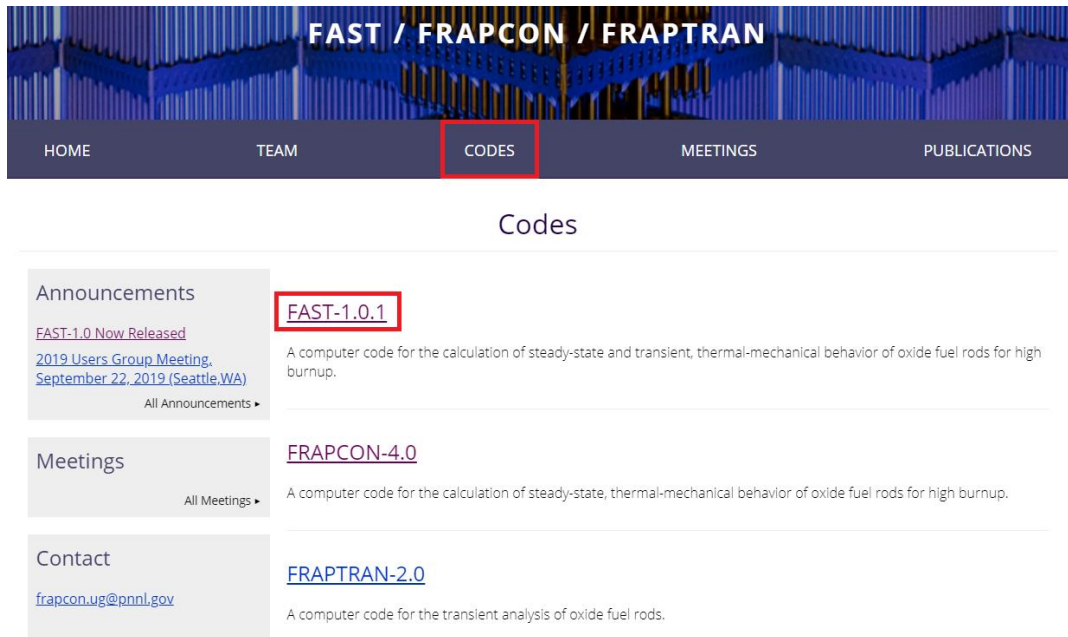 FAST / FRAPCON / FRAPTRAN
HOME TEAM CODES MEETINGS PUBLICATIONS
Codes
Announcements
FAST-1.0 Now Released
2019 Users Group Meeting,
September 22, 2019 (Seattle,WA)
All Announcements ▸
Meetings
All Meetings ▸
Contact
frapcon.ug@pnnl.gov
FAST-1.0.1
A computer code for the calculation of steady-state and transient, thermal-mechanical behavior of oxide fuel rods for high
burnup.
FRAPCON-4.0
A computer code for the calculation of steady-state, thermal-mechanical behavior of oxide fuel rods for high burnup.
FRAPTRAN-2.0
A computer code for the transient analysis of oxide fuel rods.